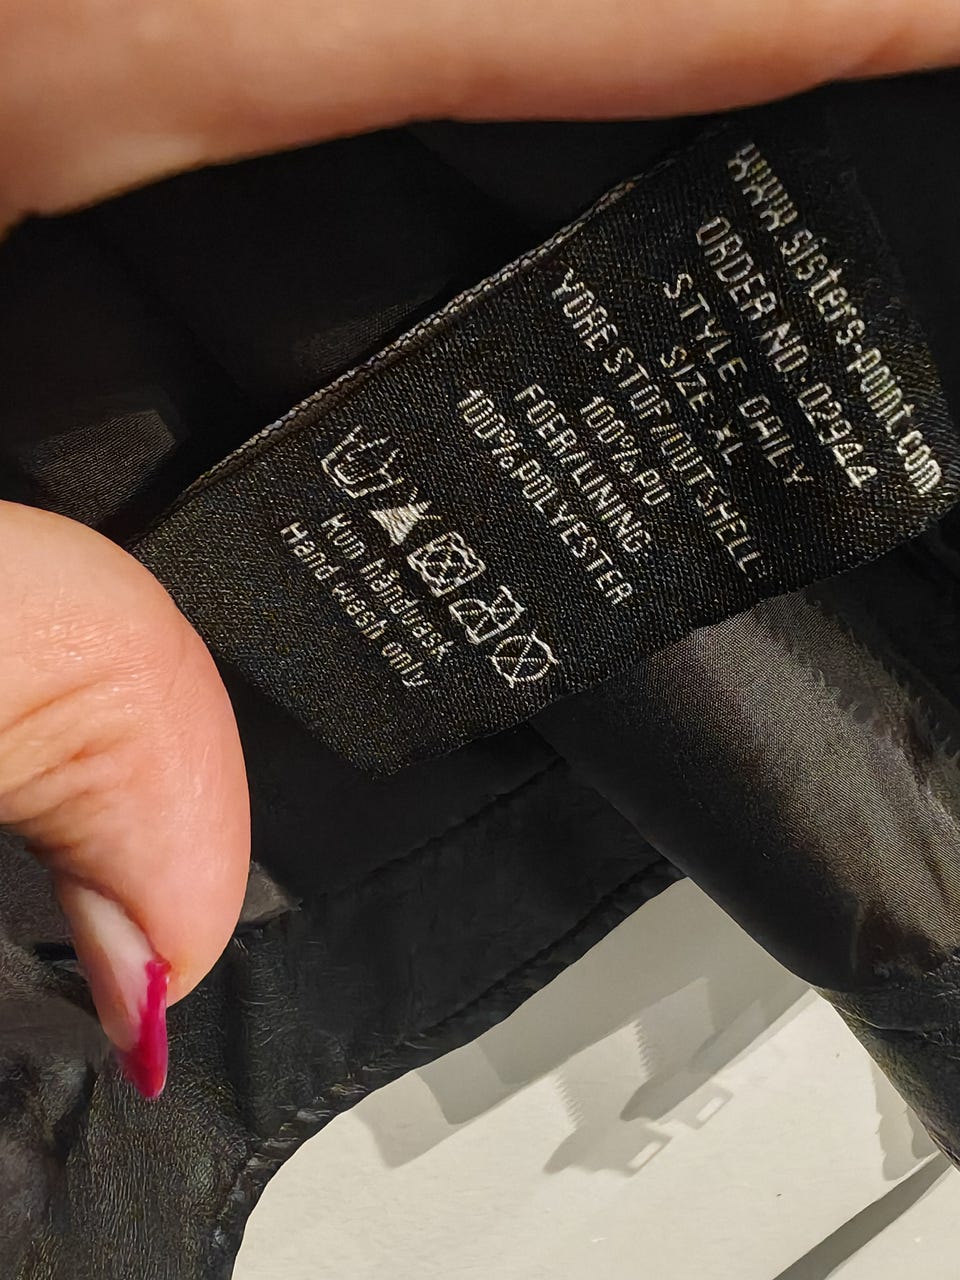 www.sisters-point.com
ORDER NO: 02944
STYLE: DAILY
SIZE: XL
YDRE STOF/OUTSHELL:
100% PU
FOER/LINING:
100% POLYESTER
Kun håndvask
Hand wash only